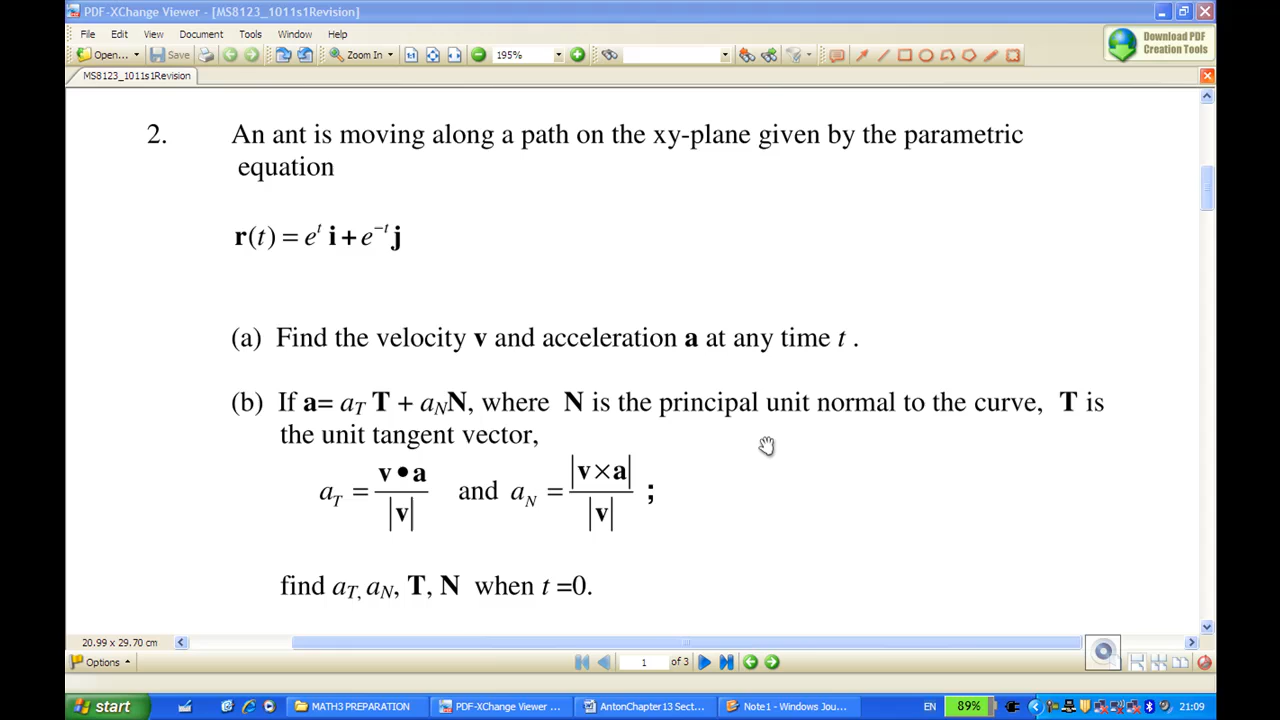 PDF-XChange Viewer - [MS8123_1011s1Revision]
File Edit View Document Tools Window Help
Open... Save Zoom In 195% Download PDF Creation Tools
MS8123_1011s1Revision
2. An ant is moving along a path on the xy-plane given by the parametric
equation
r(t) = e^t i + e^−t j
(a) Find the velocity v and acceleration a at any time t .
(b) If a= a_T T + a_N N, where N is the principal unit normal to the curve, T is
the unit tangent vector,
a_T = v • a / |v| and a_N = |v × a| / |v| ;
find a_T, a_N, T, N when t =0.
20.99 x 29.70 cm
Options 1 of 3
start MATH3 PREPARATION PDF-XChange Viewer ... AntonChapter13 Sect... Note1 - Windows Jou... EN 89% 21:09